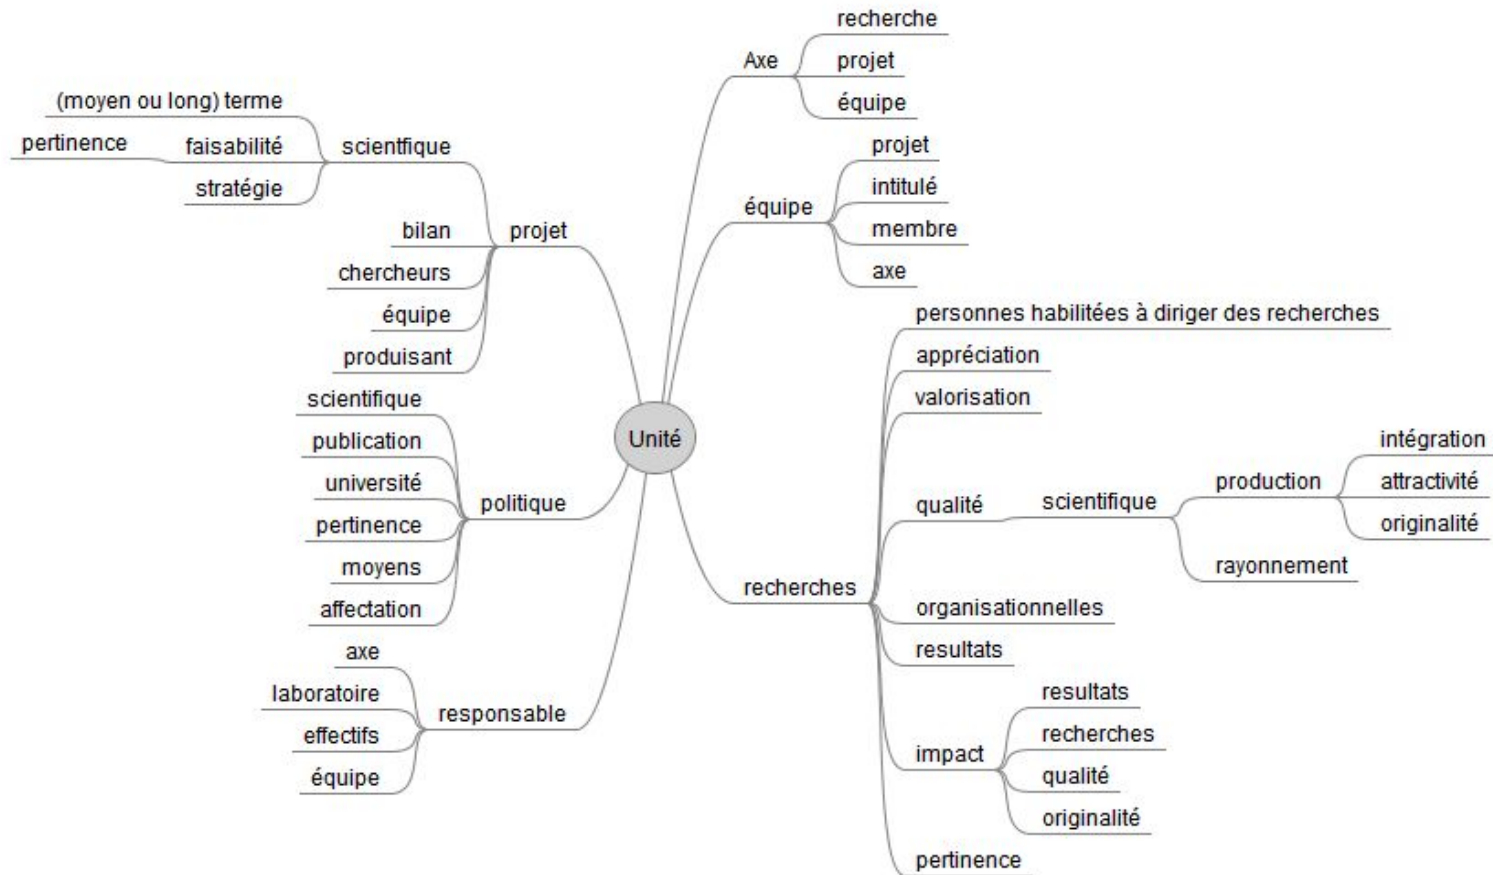 Unité
Axe
recherche
projet
équipe
équipe
projet
intitulé
membre
axe
recherches
personnes habilitées à diriger des recherches
appréciation
valorisation
qualité
scientifique
production
intégration
attractivité
originalité
rayonnement
organisationnelles
resultats
impact
resultats
recherches
qualité
originalité
pertinence
projet
scientfique
(moyen ou long) terme
faisabilité
pertinence
stratégie
bilan
chercheurs
équipe
produisant
politique
scientifique
publication
université
pertinence
moyens
affectation
responsable
axe
laboratoire
effectifs
équipe